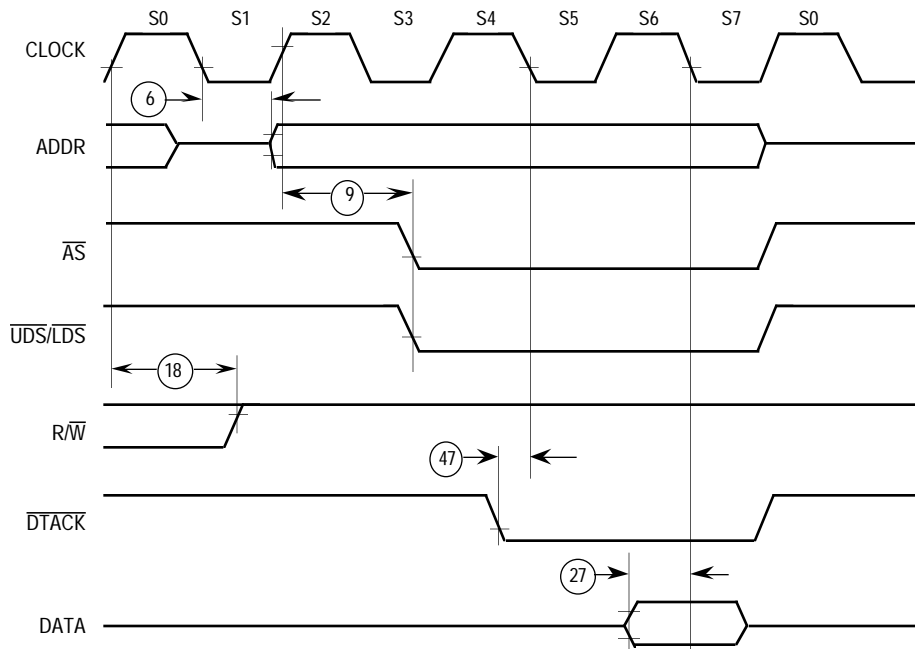 S0 S1 S2 S3 S4 S5 S6 S7 S0
CLOCK
6
ADDR
9
AS
UDS/LDS
18
R/W
47
DTACK
27
DATA